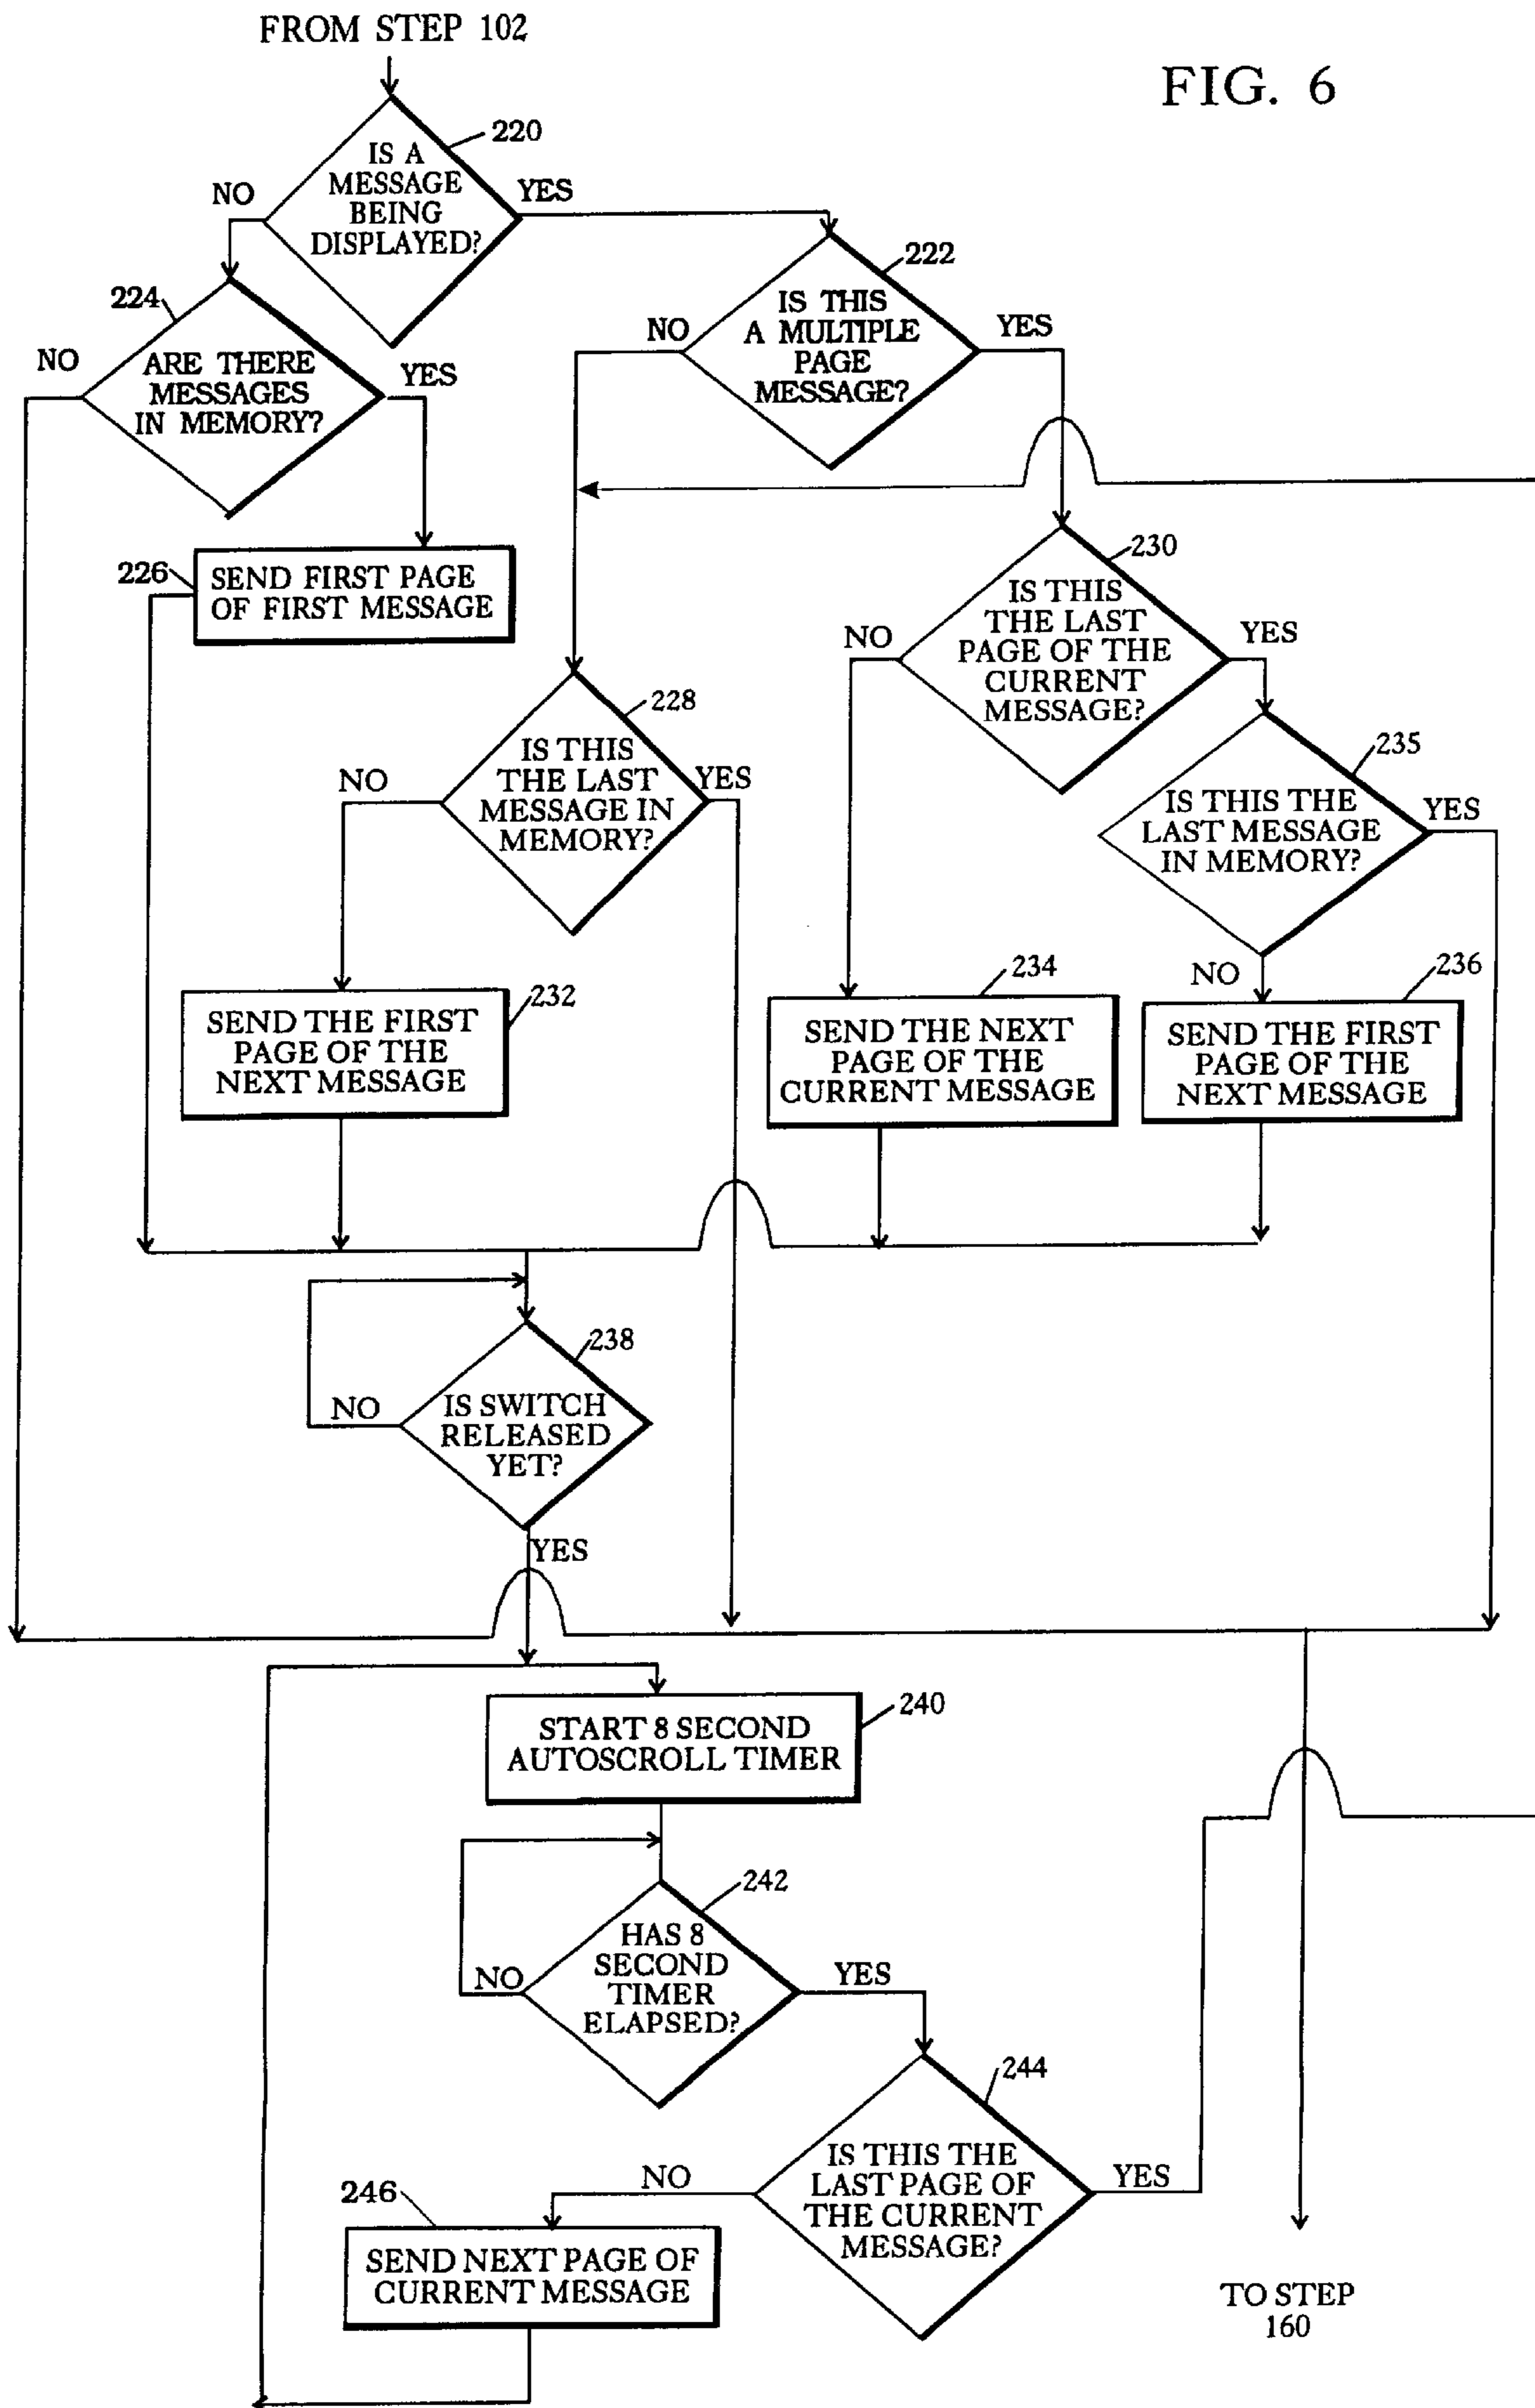 FROM STEP 102
FIG. 6
220
IS A
MESSAGE
BEING
DISPLAYED?
NO
YES
222
IS THIS
A MULTIPLE
PAGE
MESSAGE?
NO
YES
224
ARE THERE
MESSAGES
IN MEMORY?
NO
YES
226
SEND FIRST PAGE
OF FIRST MESSAGE
230
IS THIS
THE LAST
PAGE OF THE
CURRENT
MESSAGE?
NO
YES
228
IS THIS
THE LAST
MESSAGE IN
MEMORY?
NO
YES
235
IS THIS THE
LAST MESSAGE
IN MEMORY?
YES
NO
232
SEND THE FIRST
PAGE OF THE
NEXT MESSAGE
234
SEND THE NEXT
PAGE OF THE
CURRENT MESSAGE
236
SEND THE FIRST
PAGE OF THE
NEXT MESSAGE
238
IS SWITCH
RELEASED
YET?
NO
YES
240
START 8 SECOND
AUTOSCROLL TIMER
242
HAS 8
SECOND
TIMER
ELAPSED?
NO
YES
244
IS THIS THE
LAST PAGE OF
THE CURRENT
MESSAGE?
NO
YES
246
SEND NEXT PAGE OF
CURRENT MESSAGE
TO STEP
160